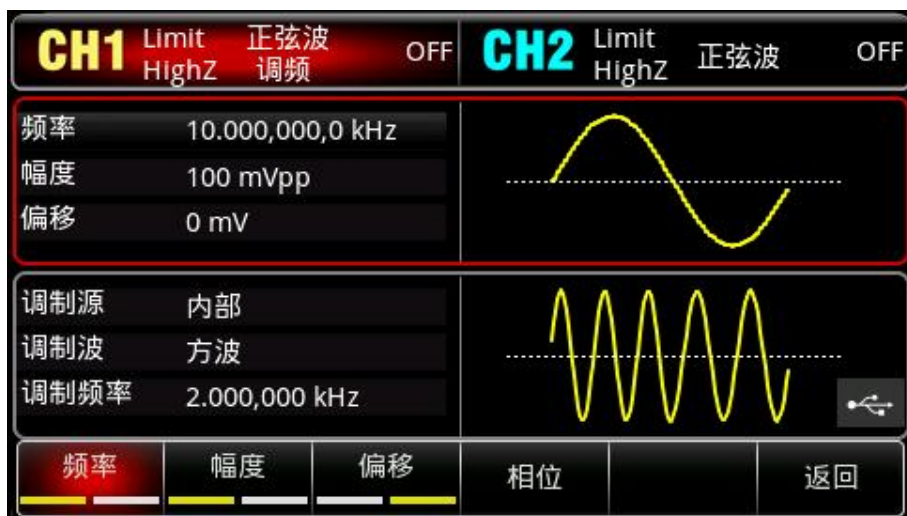 CH1 Limit 正弦波 OFF CH2 Limit 正弦波 OFF
HighZ 调频 HighZ
频率 10.000,000,0 kHz
幅度 100 mVpp
偏移 0 mV
调制源 内部
调制波 方波
调制频率 2.000,000 kHz
频率 幅度 偏移 相位 返回